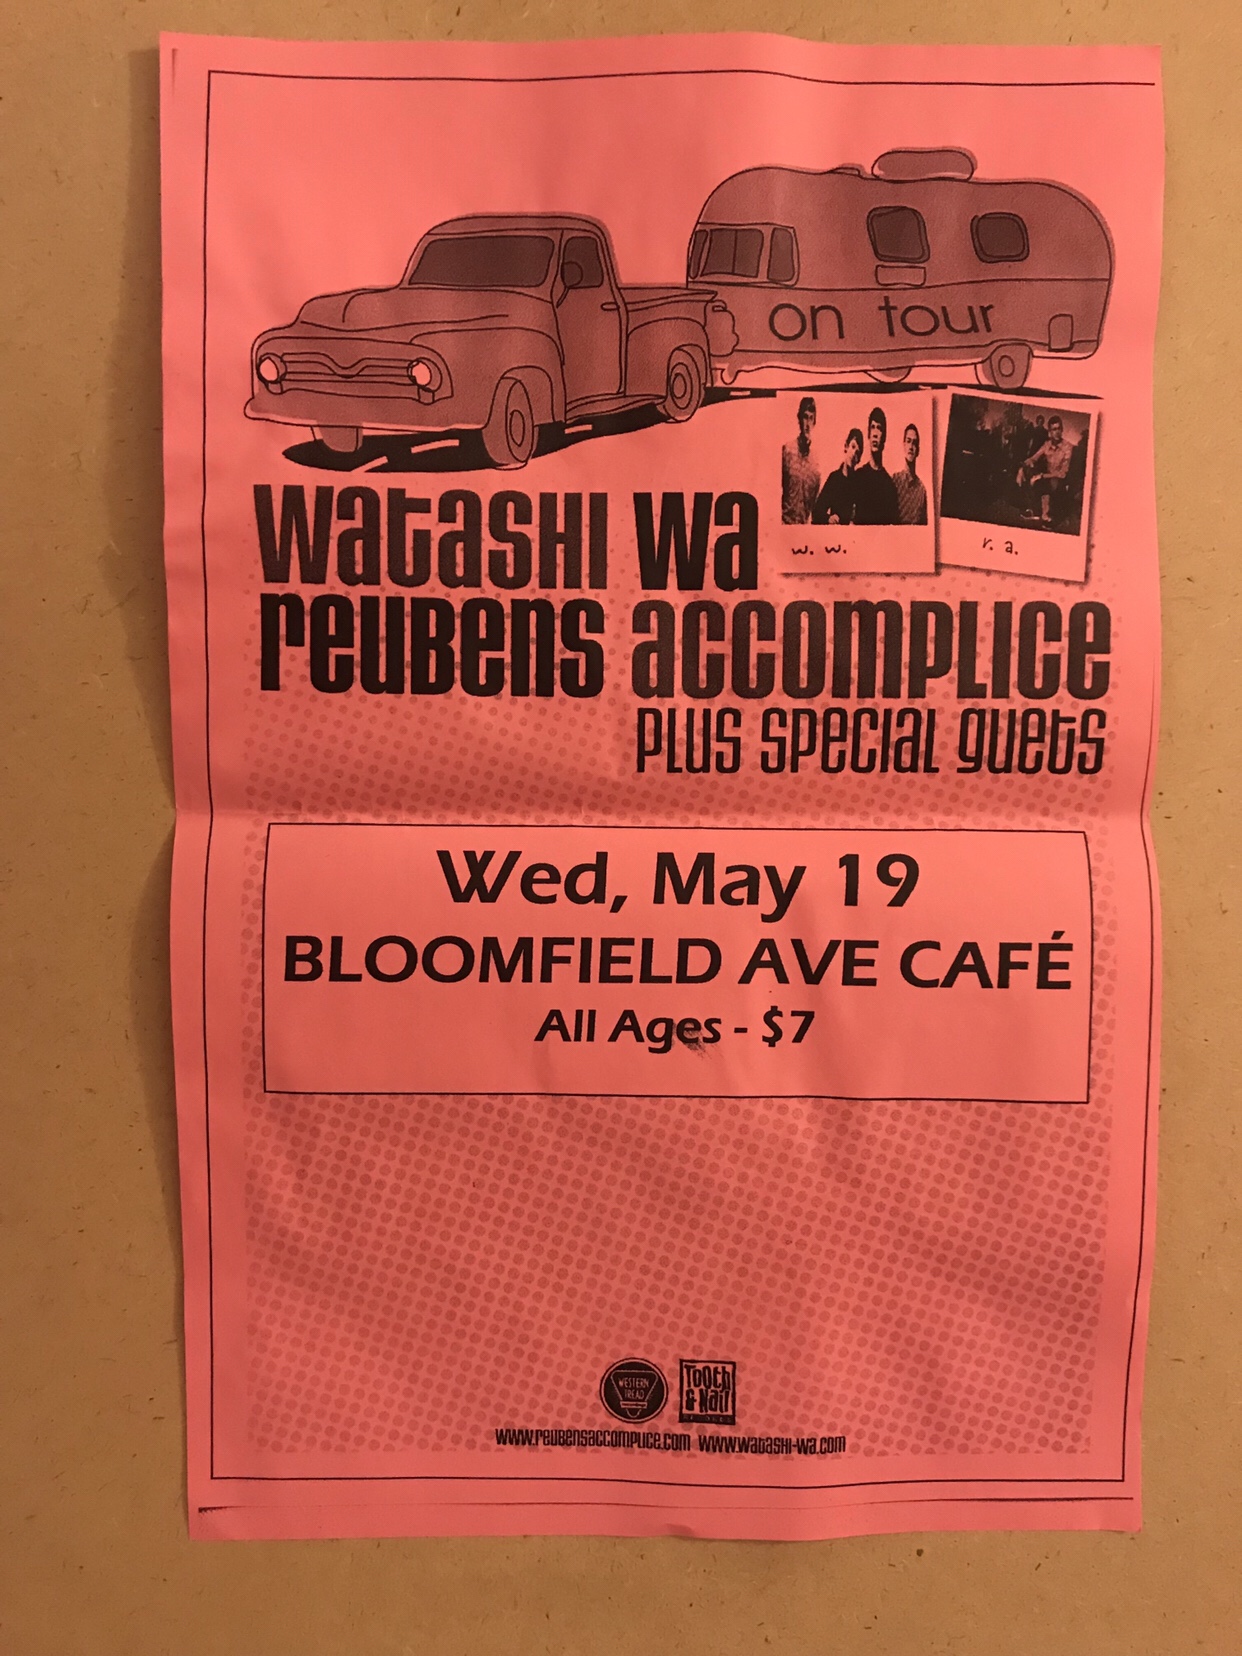 on tour
w. w.
r. a.
WatasHI Wa
reUBens accomplice
PLUS special guets
Wed, May 19
BLOOMFIELD AVE CAFÉ
All Ages - $7
WESTERN
TREAD
Tooth
& Nail
RECORDS
www.reUBensaccomplice.com www.WatasHI-Wa.com